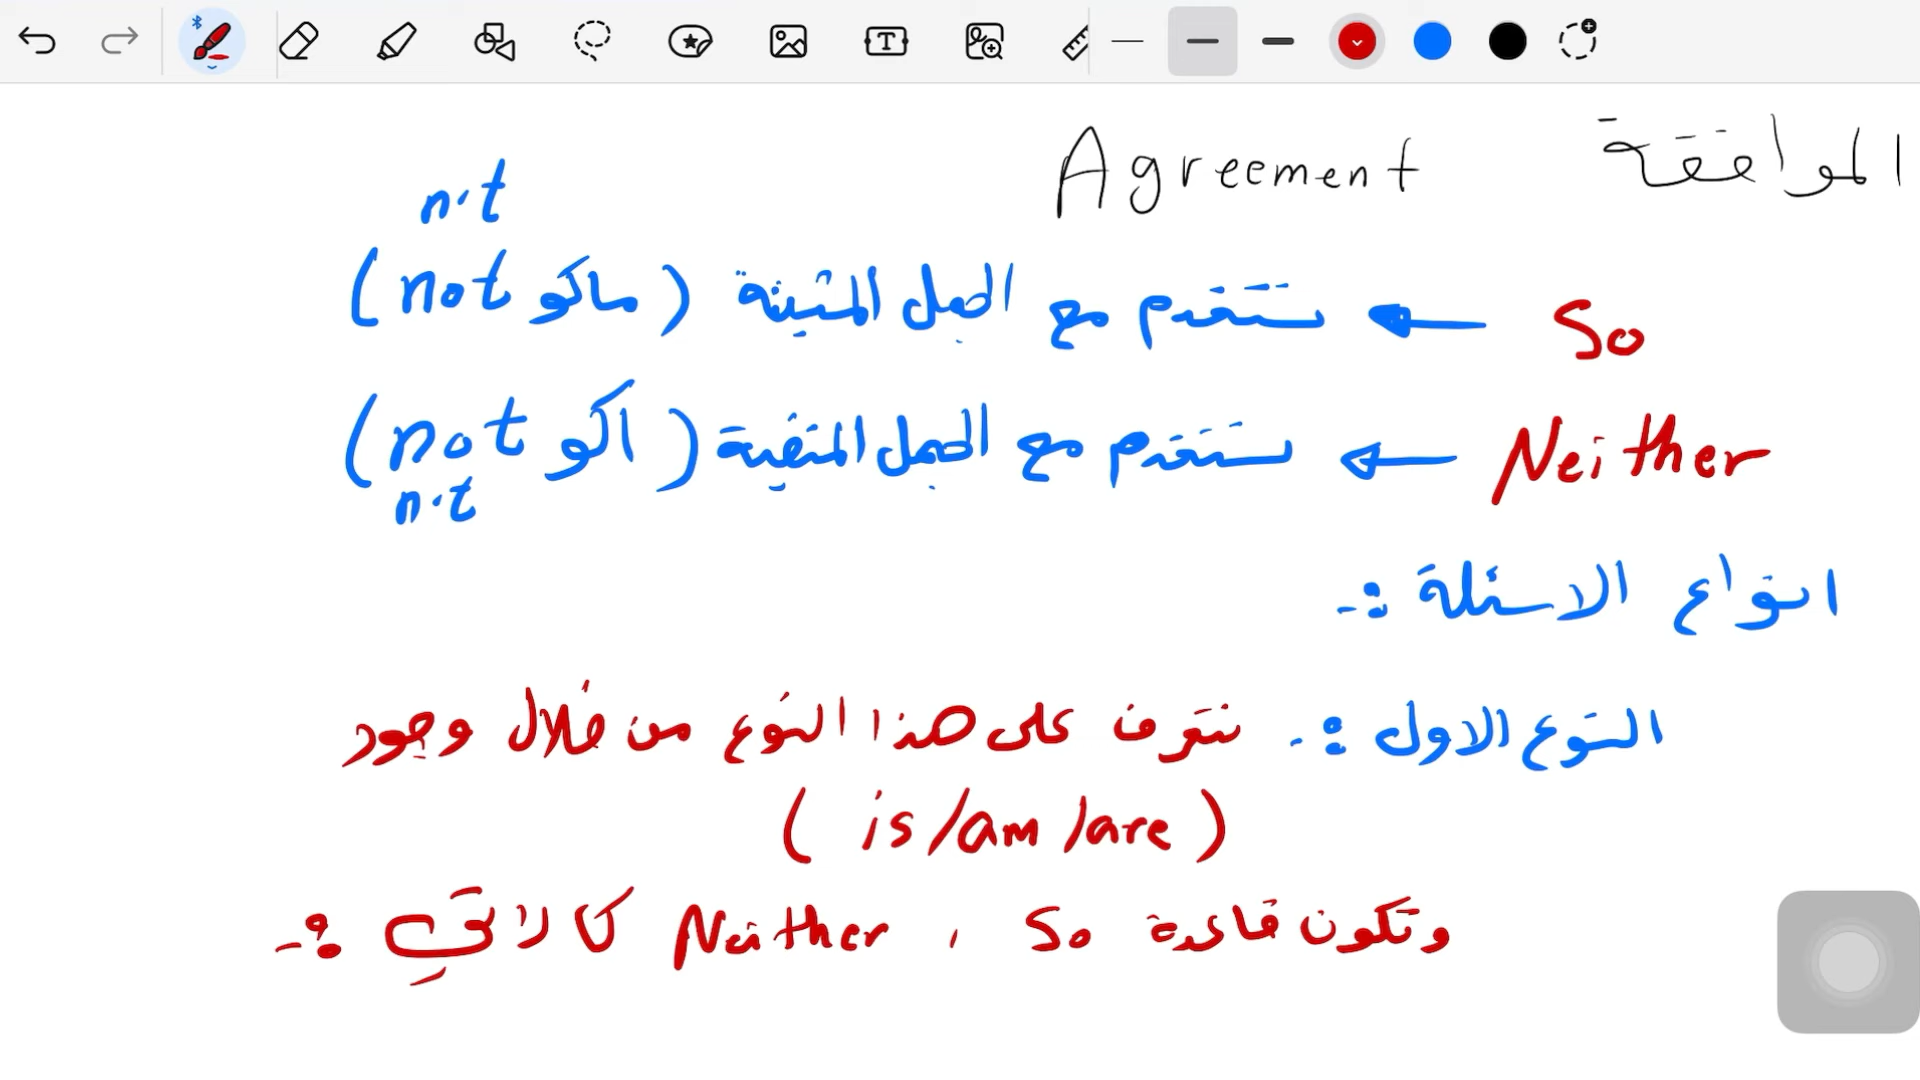 الموافقة Agreement
n't
So ← تستخدم مع الجمل المثبتة (ماكو not)
Neither ← تستخدم مع الجمل المنفية (اكو not)
n't
انواع الاسئلة :-
النوع الاول :- نتعرف على هذا النوع من خلال وجود
( is/am/are )
وتكون قاعدة So ، Neither كالاتي :-